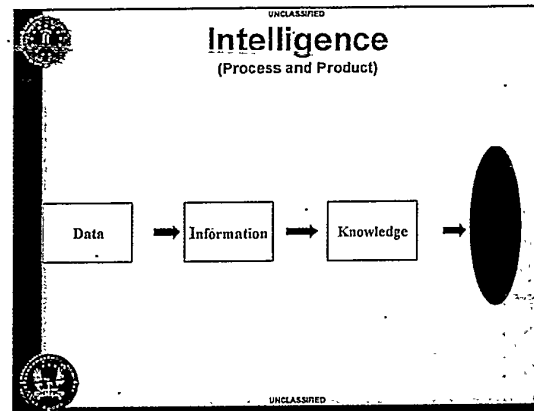 UNCLASSIFIED
Intelligence
(Process and Product)
Data
Information
Knowledge
UNCLASSIFIED